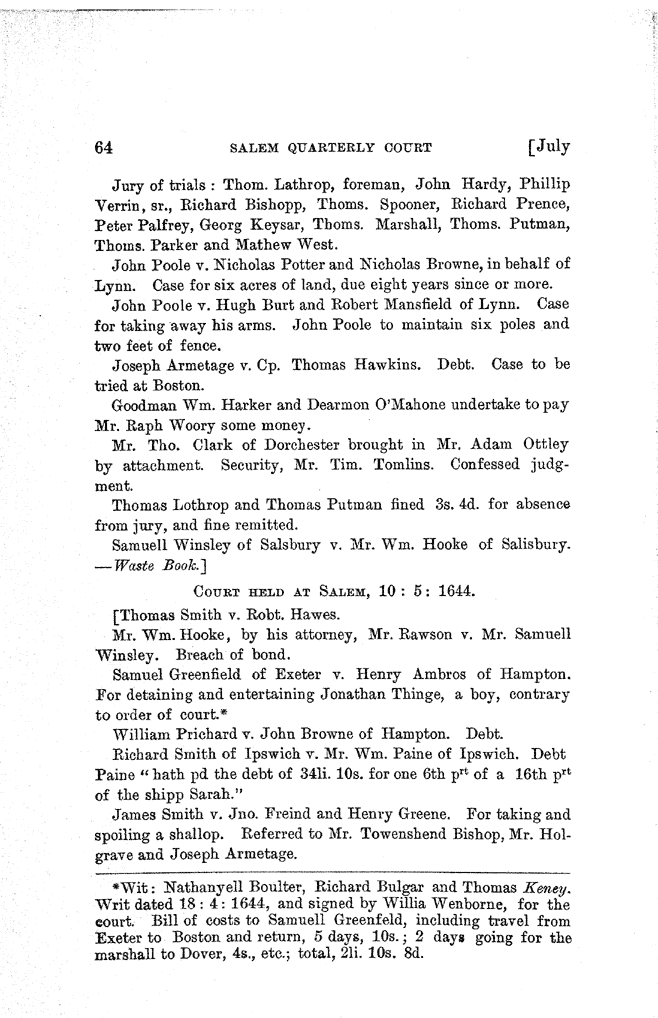 64 SALEM QUARTERLY COURT [July
Jury of trials : Thom. Lathrop, foreman, John Hardy, Phillip
Verrin, sr., Richard Bishopp, Thoms. Spooner, Richard Prence,
Peter Palfrey, Georg Keysar, Thoms. Marshall, Thoms. Putman,
Thoms. Parker and Mathew West.
John Poole v. Nicholas Potter and Nicholas Browne, in behalf of
Lynn. Case for six acres of land, due eight years since or more.
John Poole v. Hugh Burt and Robert Mansfield of Lynn. Case
for taking away his arms. John Poole to maintain six poles and
two feet of fence.
Joseph Armetage v. Cp. Thomas Hawkins. Debt. Case to be
tried at Boston.
Goodman Wm. Harker and Dearmon O'Mahone undertake to pay
Mr. Raph Woory some money.
Mr. Tho. Clark of Dorchester brought in Mr. Adam Ottley
by attachment. Security, Mr. Tim. Tomlins. Confessed judg-
ment.
Thomas Lothrop and Thomas Putman fined 3s. 4d. for absence
from jury, and fine remitted.
Samuell Winsley of Salsbury v. Mr. Wm. Hooke of Salisbury.
—Waste Book.]
COURT HELD AT SALEM, 10 : 5 : 1644.
[Thomas Smith v. Robt. Hawes.
Mr. Wm. Hooke, by his attorney, Mr. Rawson v. Mr. Samuell
Winsley. Breach of bond.
Samuel Greenfield of Exeter v. Henry Ambros of Hampton.
For detaining and entertaining Jonathan Thinge, a boy, contrary
to order of court.*
William Prichard v. John Browne of Hampton. Debt.
Richard Smith of Ipswich v. Mr. Wm. Paine of Ipswich. Debt
Paine "hath pd the debt of 34li. 10s. for one 6th prt of a 16th prt
of the shipp Sarah."
James Smith v. Jno. Freind and Henry Greene. For taking and
spoiling a shallop. Referred to Mr. Towenshend Bishop, Mr. Hol-
grave and Joseph Armetage.
*Wit: Nathanyell Boulter, Richard Bulgar and Thomas Keney.
Writ dated 18 : 4 : 1644, and signed by Willia Wenborne, for the
court. Bill of costs to Samuell Greenfeld, including travel from
Exeter to Boston and return, 5 days, 10s.; 2 days going for the
marshall to Dover, 4s., etc.; total, 2li. 10s. 8d.